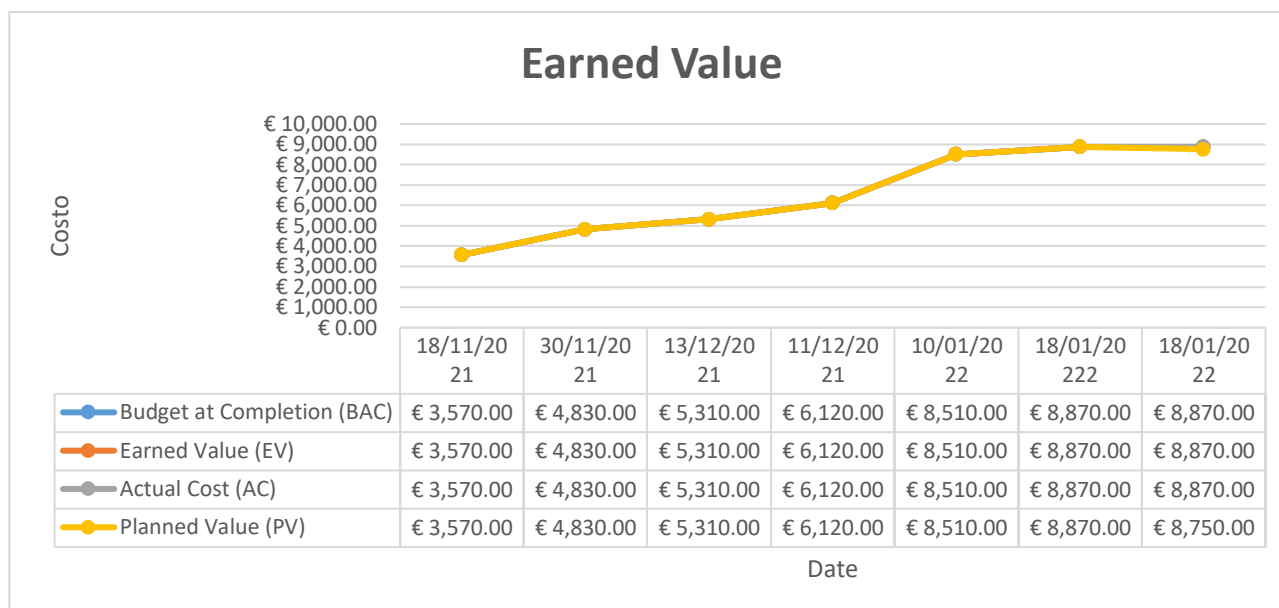 Earned Value
€ 10,000.00
€ 9,000.00
€ 8,000.00
€ 7,000.00
€ 6,000.00
€ 5,000.00
€ 4,000.00
€ 3,000.00
€ 2,000.00
€ 1,000.00
€ 0.00
Costo
18/11/20 30/11/20 13/12/20 11/12/20 10/01/20 18/01/20 18/01/20
21 21 21 21 22 222 22
Budget at Completion (BAC) € 3,570.00 € 4,830.00 € 5,310.00 € 6,120.00 € 8,510.00 € 8,870.00 € 8,870.00
Earned Value (EV) € 3,570.00 € 4,830.00 € 5,310.00 € 6,120.00 € 8,510.00 € 8,870.00 € 8,870.00
Actual Cost (AC) € 3,570.00 € 4,830.00 € 5,310.00 € 6,120.00 € 8,510.00 € 8,870.00 € 8,870.00
Planned Value (PV) € 3,570.00 € 4,830.00 € 5,310.00 € 6,120.00 € 8,510.00 € 8,870.00 € 8,750.00
Date